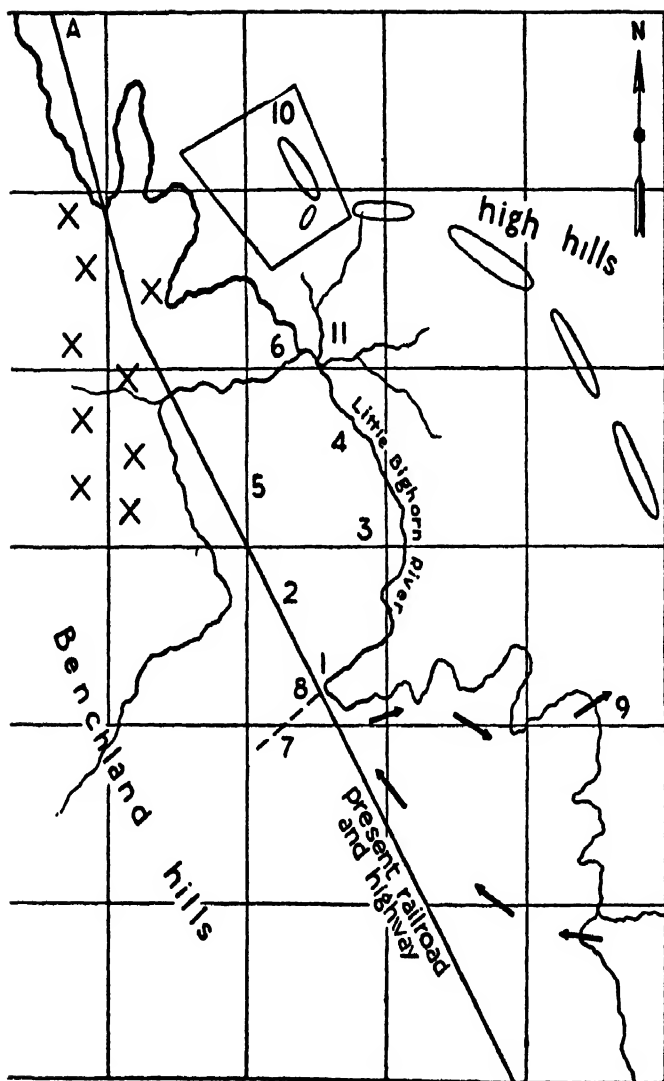 A
N
10
high hills
6
11
Little Bighorn River
4
5
3
2
1
8
9
7
Benchland hills
present railroad
and highway
X
X
X
X
X
X
X
X
X